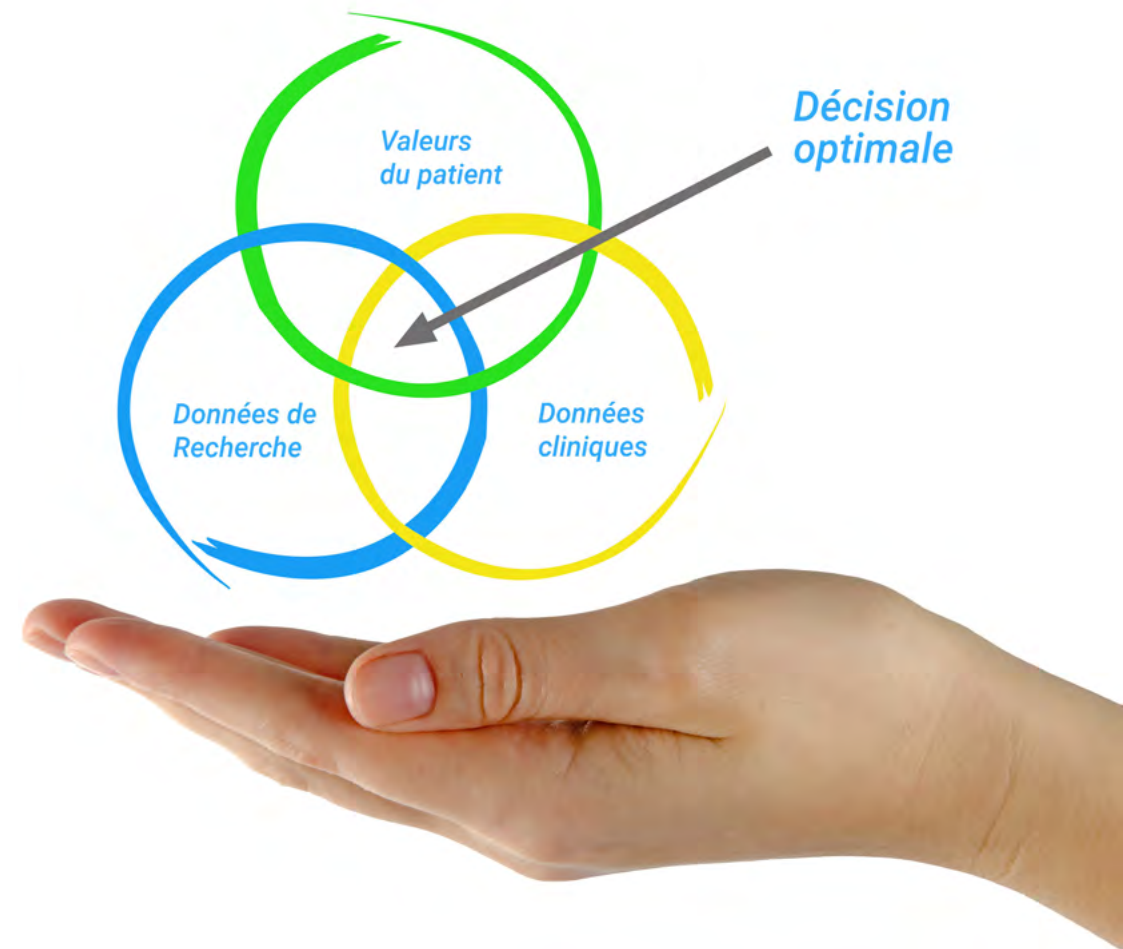 Valeurs
du patient
Décision
optimale
Données de
Recherche
Données
cliniques